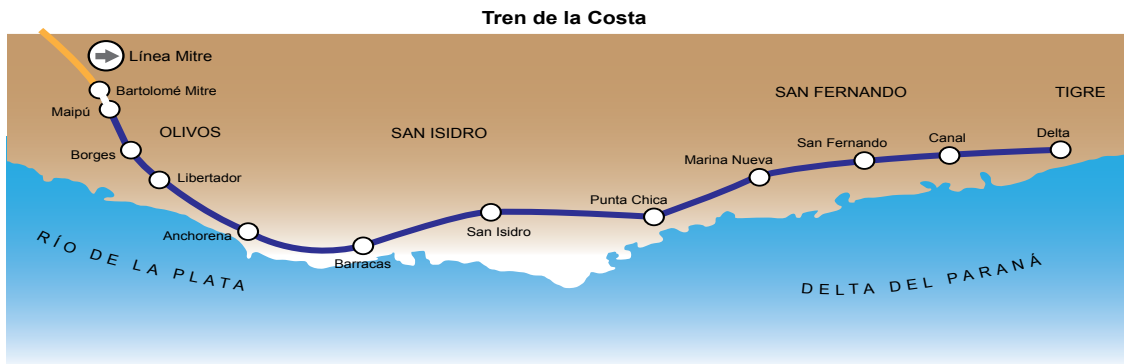 Tren de la Costa
Línea Mitre
Bartolomé Mitre
Maipú
OLIVOS
SAN ISIDRO
SAN FERNANDO
TIGRE
Borges
Libertador
Anchorena
Barracas
San Isidro
Punta Chica
Marina Nueva
San Fernando
Canal
Delta
RÍO DE LA PLATA
DELTA DEL PARANÁ